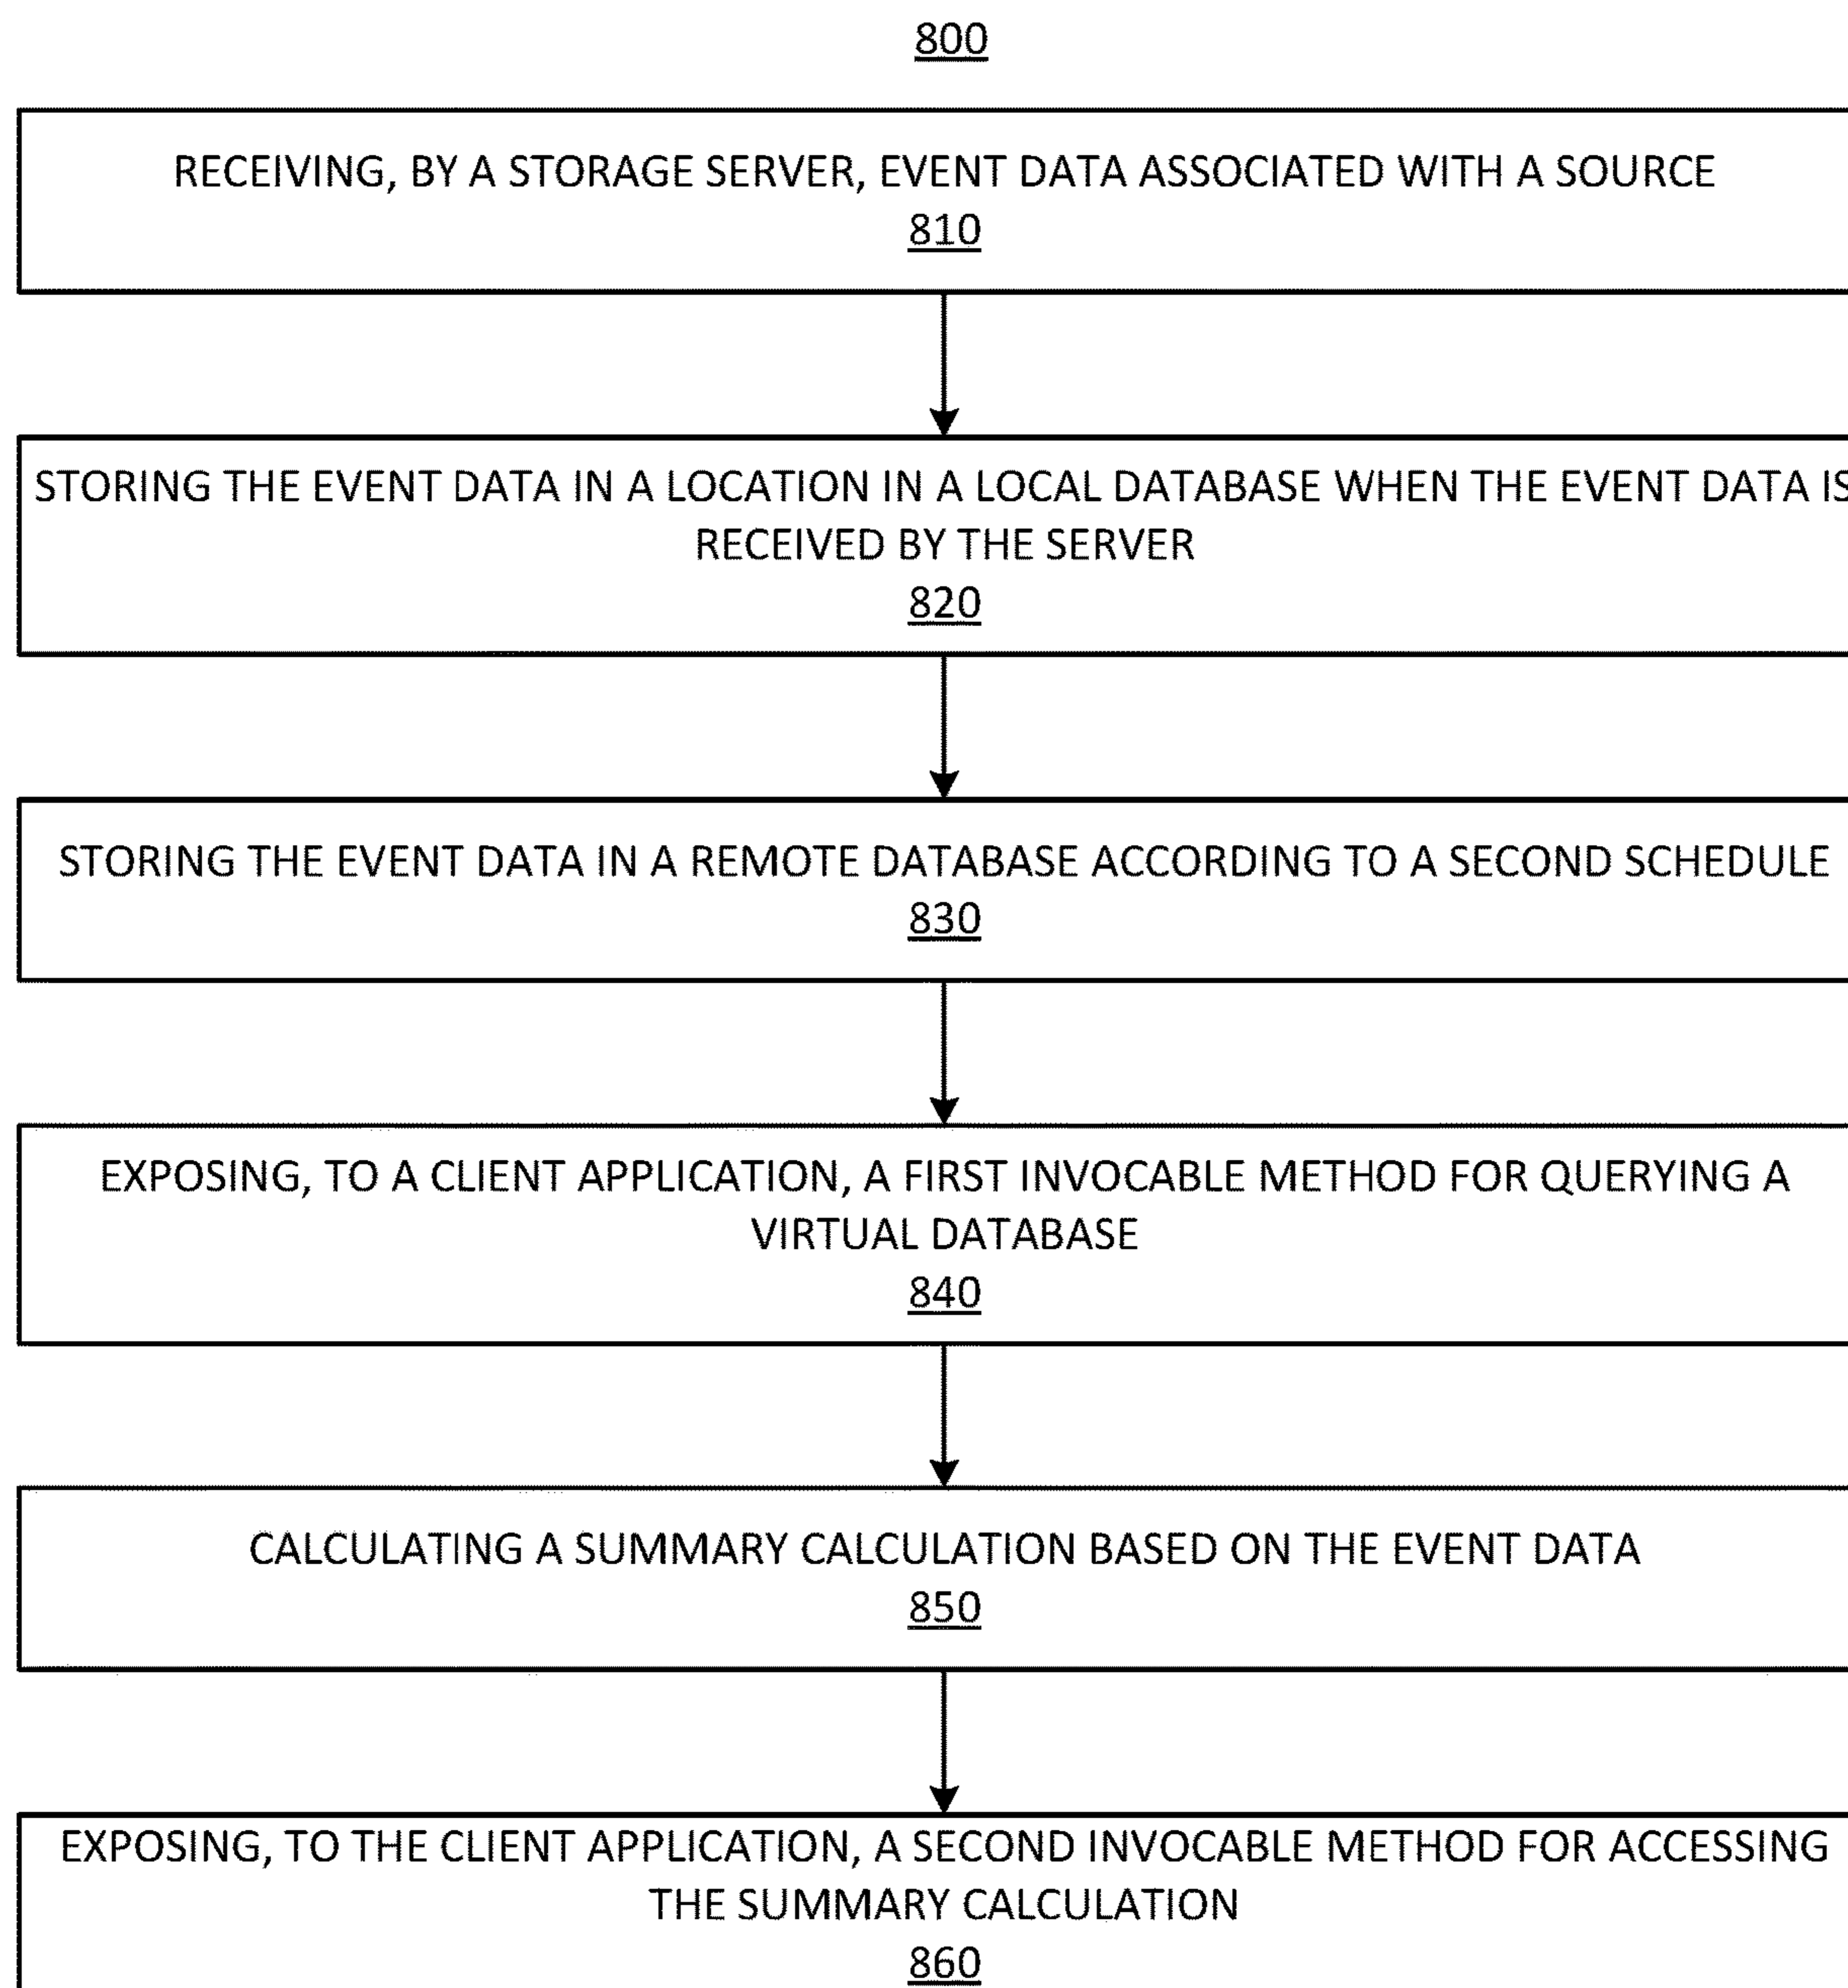 800
RECEIVING, BY A STORAGE SERVER, EVENT DATA ASSOCIATED WITH A SOURCE
810
STORING THE EVENT DATA IN A LOCATION IN A LOCAL DATABASE WHEN THE EVENT DATA IS
RECEIVED BY THE SERVER
820
STORING THE EVENT DATA IN A REMOTE DATABASE ACCORDING TO A SECOND SCHEDULE
830
EXPOSING, TO A CLIENT APPLICATION, A FIRST INVOCABLE METHOD FOR QUERYING A
VIRTUAL DATABASE
840
CALCULATING A SUMMARY CALCULATION BASED ON THE EVENT DATA
850
EXPOSING, TO THE CLIENT APPLICATION, A SECOND INVOCABLE METHOD FOR ACCESSING
THE SUMMARY CALCULATION
860